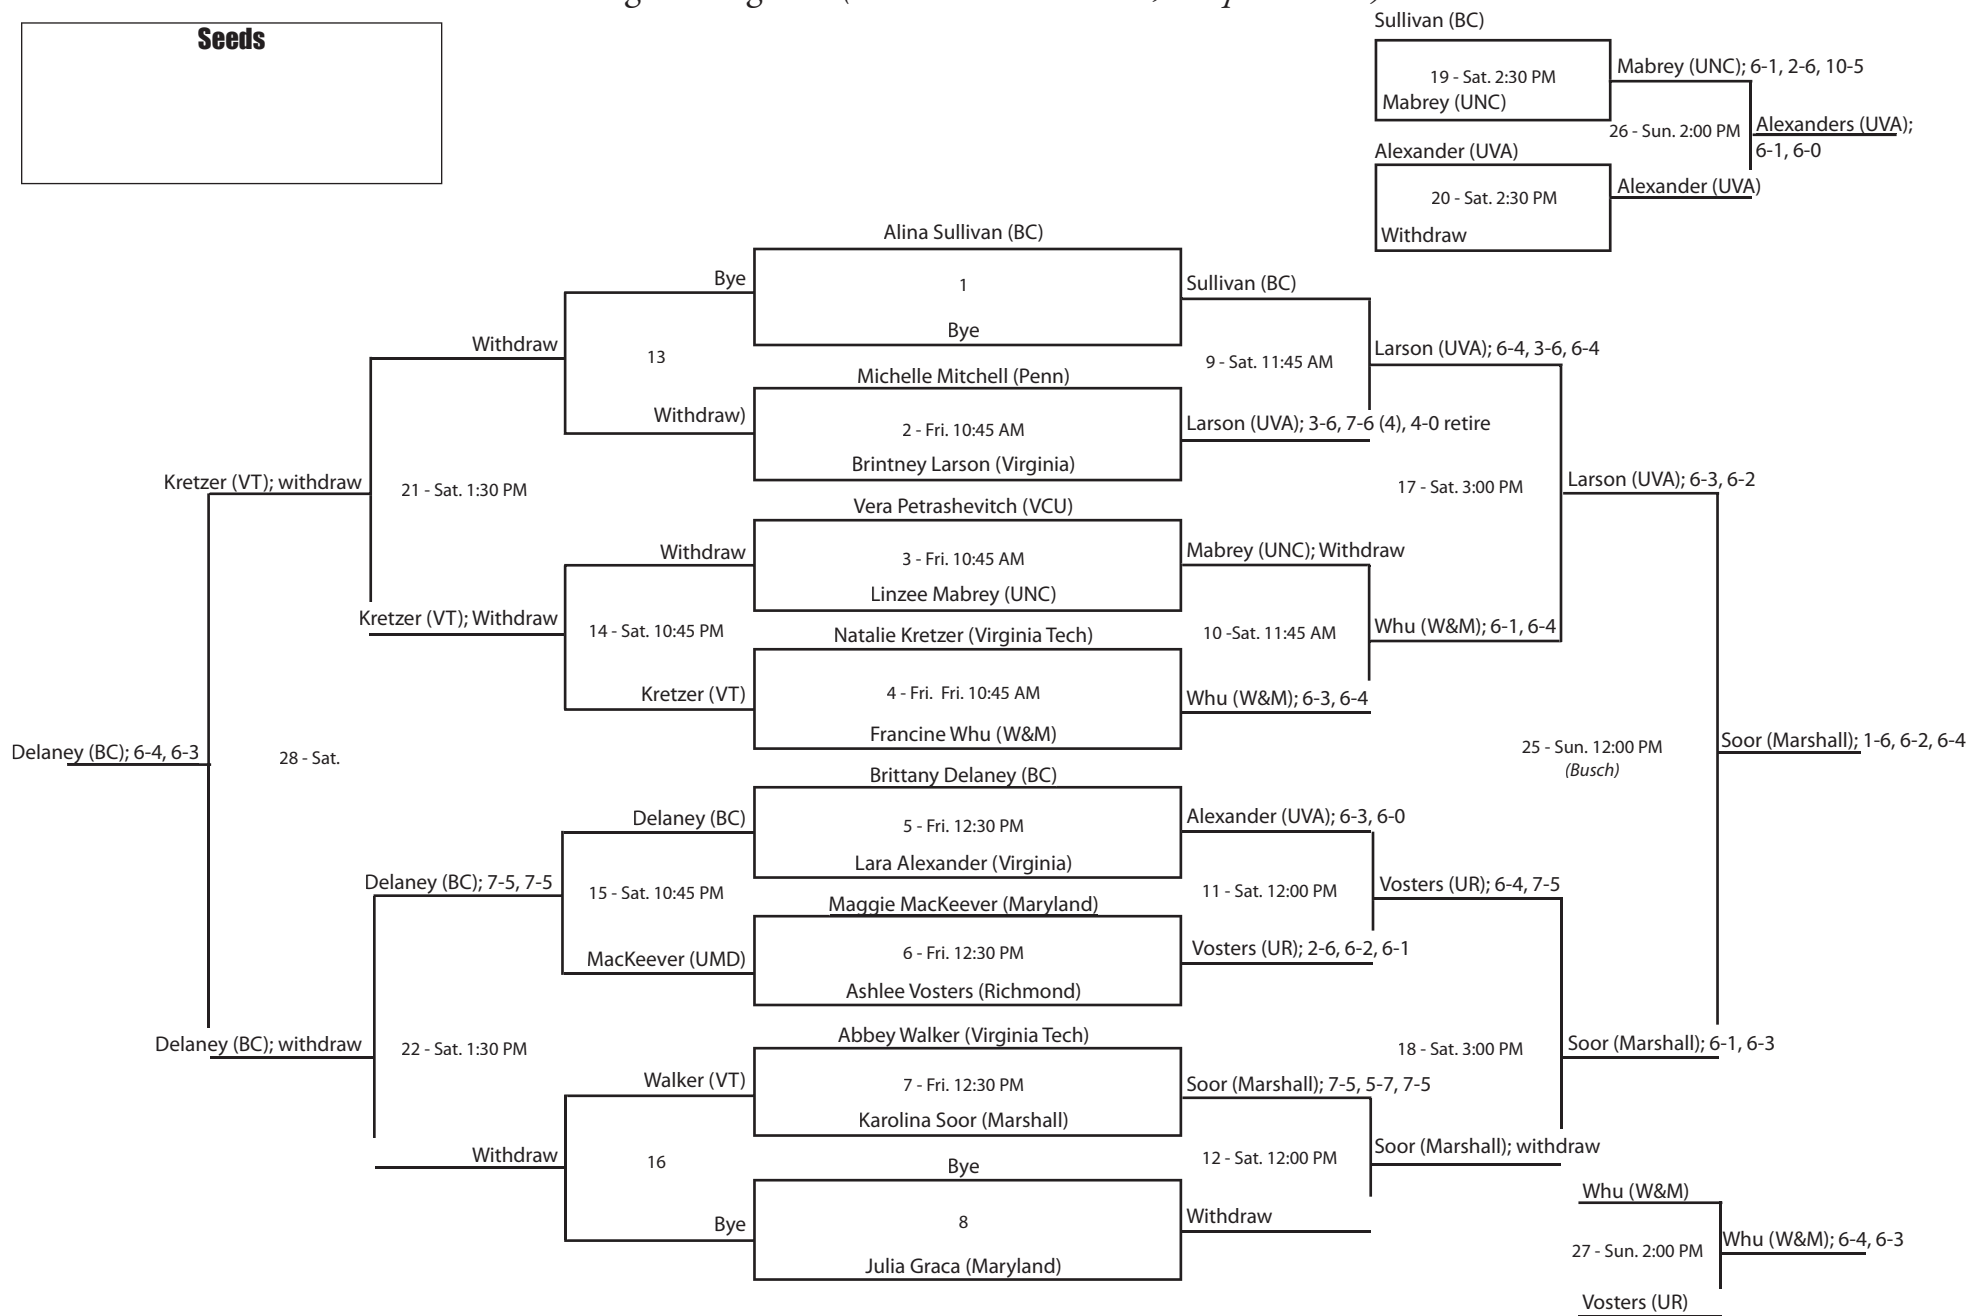 Seeds
Sullivan (BC)
19 - Sat. 2:30 PM
Mabrey (UNC)
Mabrey (UNC); 6-1, 2-6, 10-5
26 - Sun. 2:00 PM
Alexanders (UVA);
6-1, 6-0
Alexander (UVA)
20 - Sat. 2:30 PM
Withdraw
Alexander (UVA)
Alina Sullivan (BC)
1
Bye
Michelle Mitchell (Penn)
2 - Fri. 10:45 AM
Brintney Larson (Virginia)
Vera Petrashevitch (VCU)
3 - Fri. 10:45 AM
Linzee Mabrey (UNC)
Natalie Kretzer (Virginia Tech)
4 - Fri.  Fri. 10:45 AM
Francine Whu (W&M)
Brittany Delaney (BC)
5 - Fri. 12:30 PM
Lara Alexander (Virginia)
Maggie MacKeever (Maryland)
6 - Fri. 12:30 PM
Ashlee Vosters (Richmond)
Abbey Walker (Virginia Tech)
7 - Fri. 12:30 PM
Karolina Soor (Marshall)
Bye
8
Julia Graca (Maryland)
Bye
13
Withdraw)
Withdraw
14 - Sat. 10:45 PM
Kretzer (VT)
Delaney (BC)
15 - Sat. 10:45 PM
MacKeever (UMD)
Walker (VT)
16
Bye
Withdraw
21 - Sat. 1:30 PM
Kretzer (VT); Withdraw
Delaney (BC); 7-5, 7-5
22 - Sat. 1:30 PM
Withdraw
Kretzer (VT); withdraw
28 - Sat.
Delaney (BC); withdraw
Delaney (BC); 6-4, 6-3
Sullivan (BC)
9 - Sat. 11:45 AM
Larson (UVA); 3-6, 7-6 (4), 4-0 retire
Mabrey (UNC); Withdraw
10 -Sat. 11:45 AM
Whu (W&M); 6-3, 6-4
Alexander (UVA); 6-3, 6-0
11 - Sat. 12:00 PM
Vosters (UR); 2-6, 6-2, 6-1
Soor (Marshall); 7-5, 5-7, 7-5
12 - Sat. 12:00 PM
Withdraw
Larson (UVA); 6-4, 3-6, 6-4
17 - Sat. 3:00 PM
Whu (W&M); 6-1, 6-4
Vosters (UR); 6-4, 7-5
18 - Sat. 3:00 PM
Soor (Marshall); withdraw
Larson (UVA); 6-3, 6-2
25 - Sun. 12:00 PM
(Busch)
Soor (Marshall); 6-1, 6-3
Soor (Marshall); 1-6, 6-2, 6-4
Whu (W&M)
27 - Sun. 2:00 PM
Whu (W&M); 6-4, 6-3
Vosters (UR)